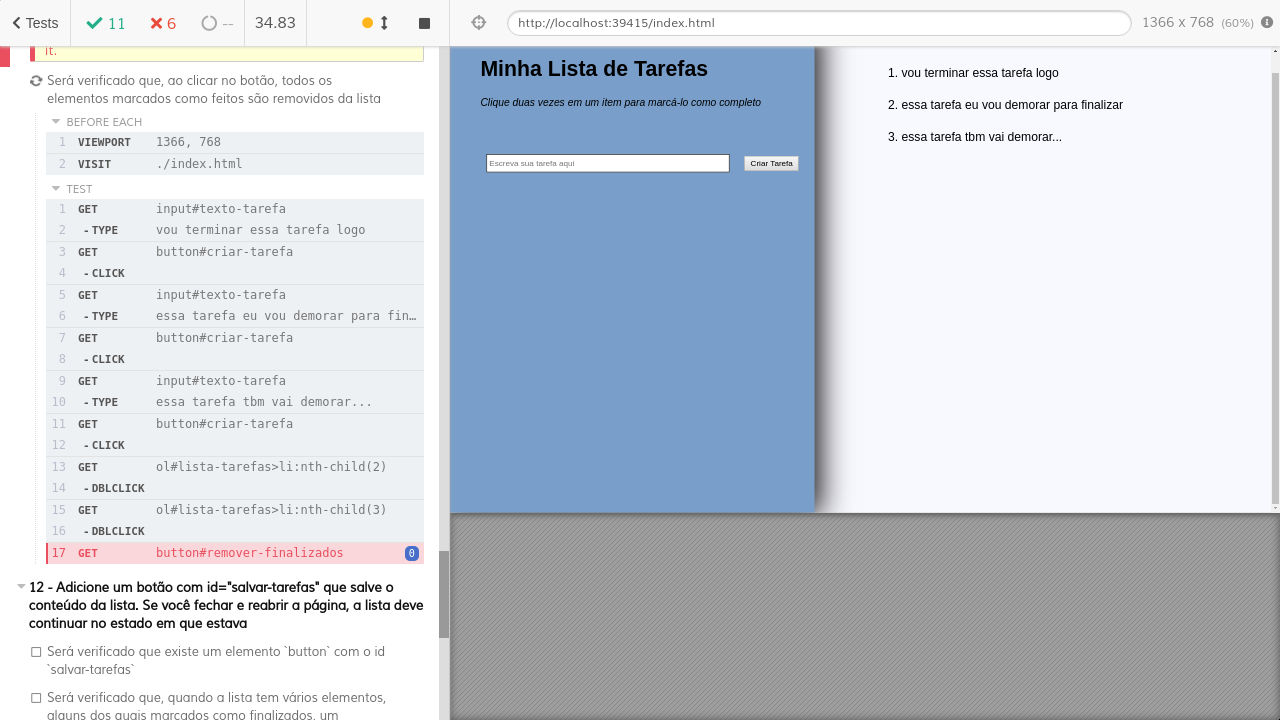 Tests
11
6
--
34.83
http://localhost:39415/index.html
1366 x 768 (60%)
it.
Será verificado que, ao clicar no botão, todos os
elementos marcados como feitos são removidos da lista
BEFORE EACH
1 VIEWPORT 1366, 768
2 VISIT ./index.html
TEST
1 GET input#texto-tarefa
2 -TYPE vou terminar essa tarefa logo
3 GET button#criar-tarefa
4 -CLICK
5 GET input#texto-tarefa
6 -TYPE essa tarefa eu vou demorar para fin…
7 GET button#criar-tarefa
8 -CLICK
9 GET input#texto-tarefa
10 -TYPE essa tarefa tbm vai demorar...
11 GET button#criar-tarefa
12 -CLICK
13 GET ol#lista-tarefas>li:nth-child(2)
14 -DBLCLICK
15 GET ol#lista-tarefas>li:nth-child(3)
16 -DBLCLICK
17 GET button#remover-finalizados 0
12 - Adicione um botão com id="salvar-tarefas" que salve o
conteúdo da lista. Se você fechar e reabrir a página, a lista deve
continuar no estado em que estava
Será verificado que existe um elemento `button` com o id
`salvar-tarefas`
Será verificado que, quando a lista tem vários elementos,
alguns dos quais marcados como finalizados, um
Minha Lista de Tarefas
Clique duas vezes em um item para marcá-lo como completo
Escreva sua tarefa aqui
Criar Tarefa
1. vou terminar essa tarefa logo
2. essa tarefa eu vou demorar para finalizar
3. essa tarefa tbm vai demorar...